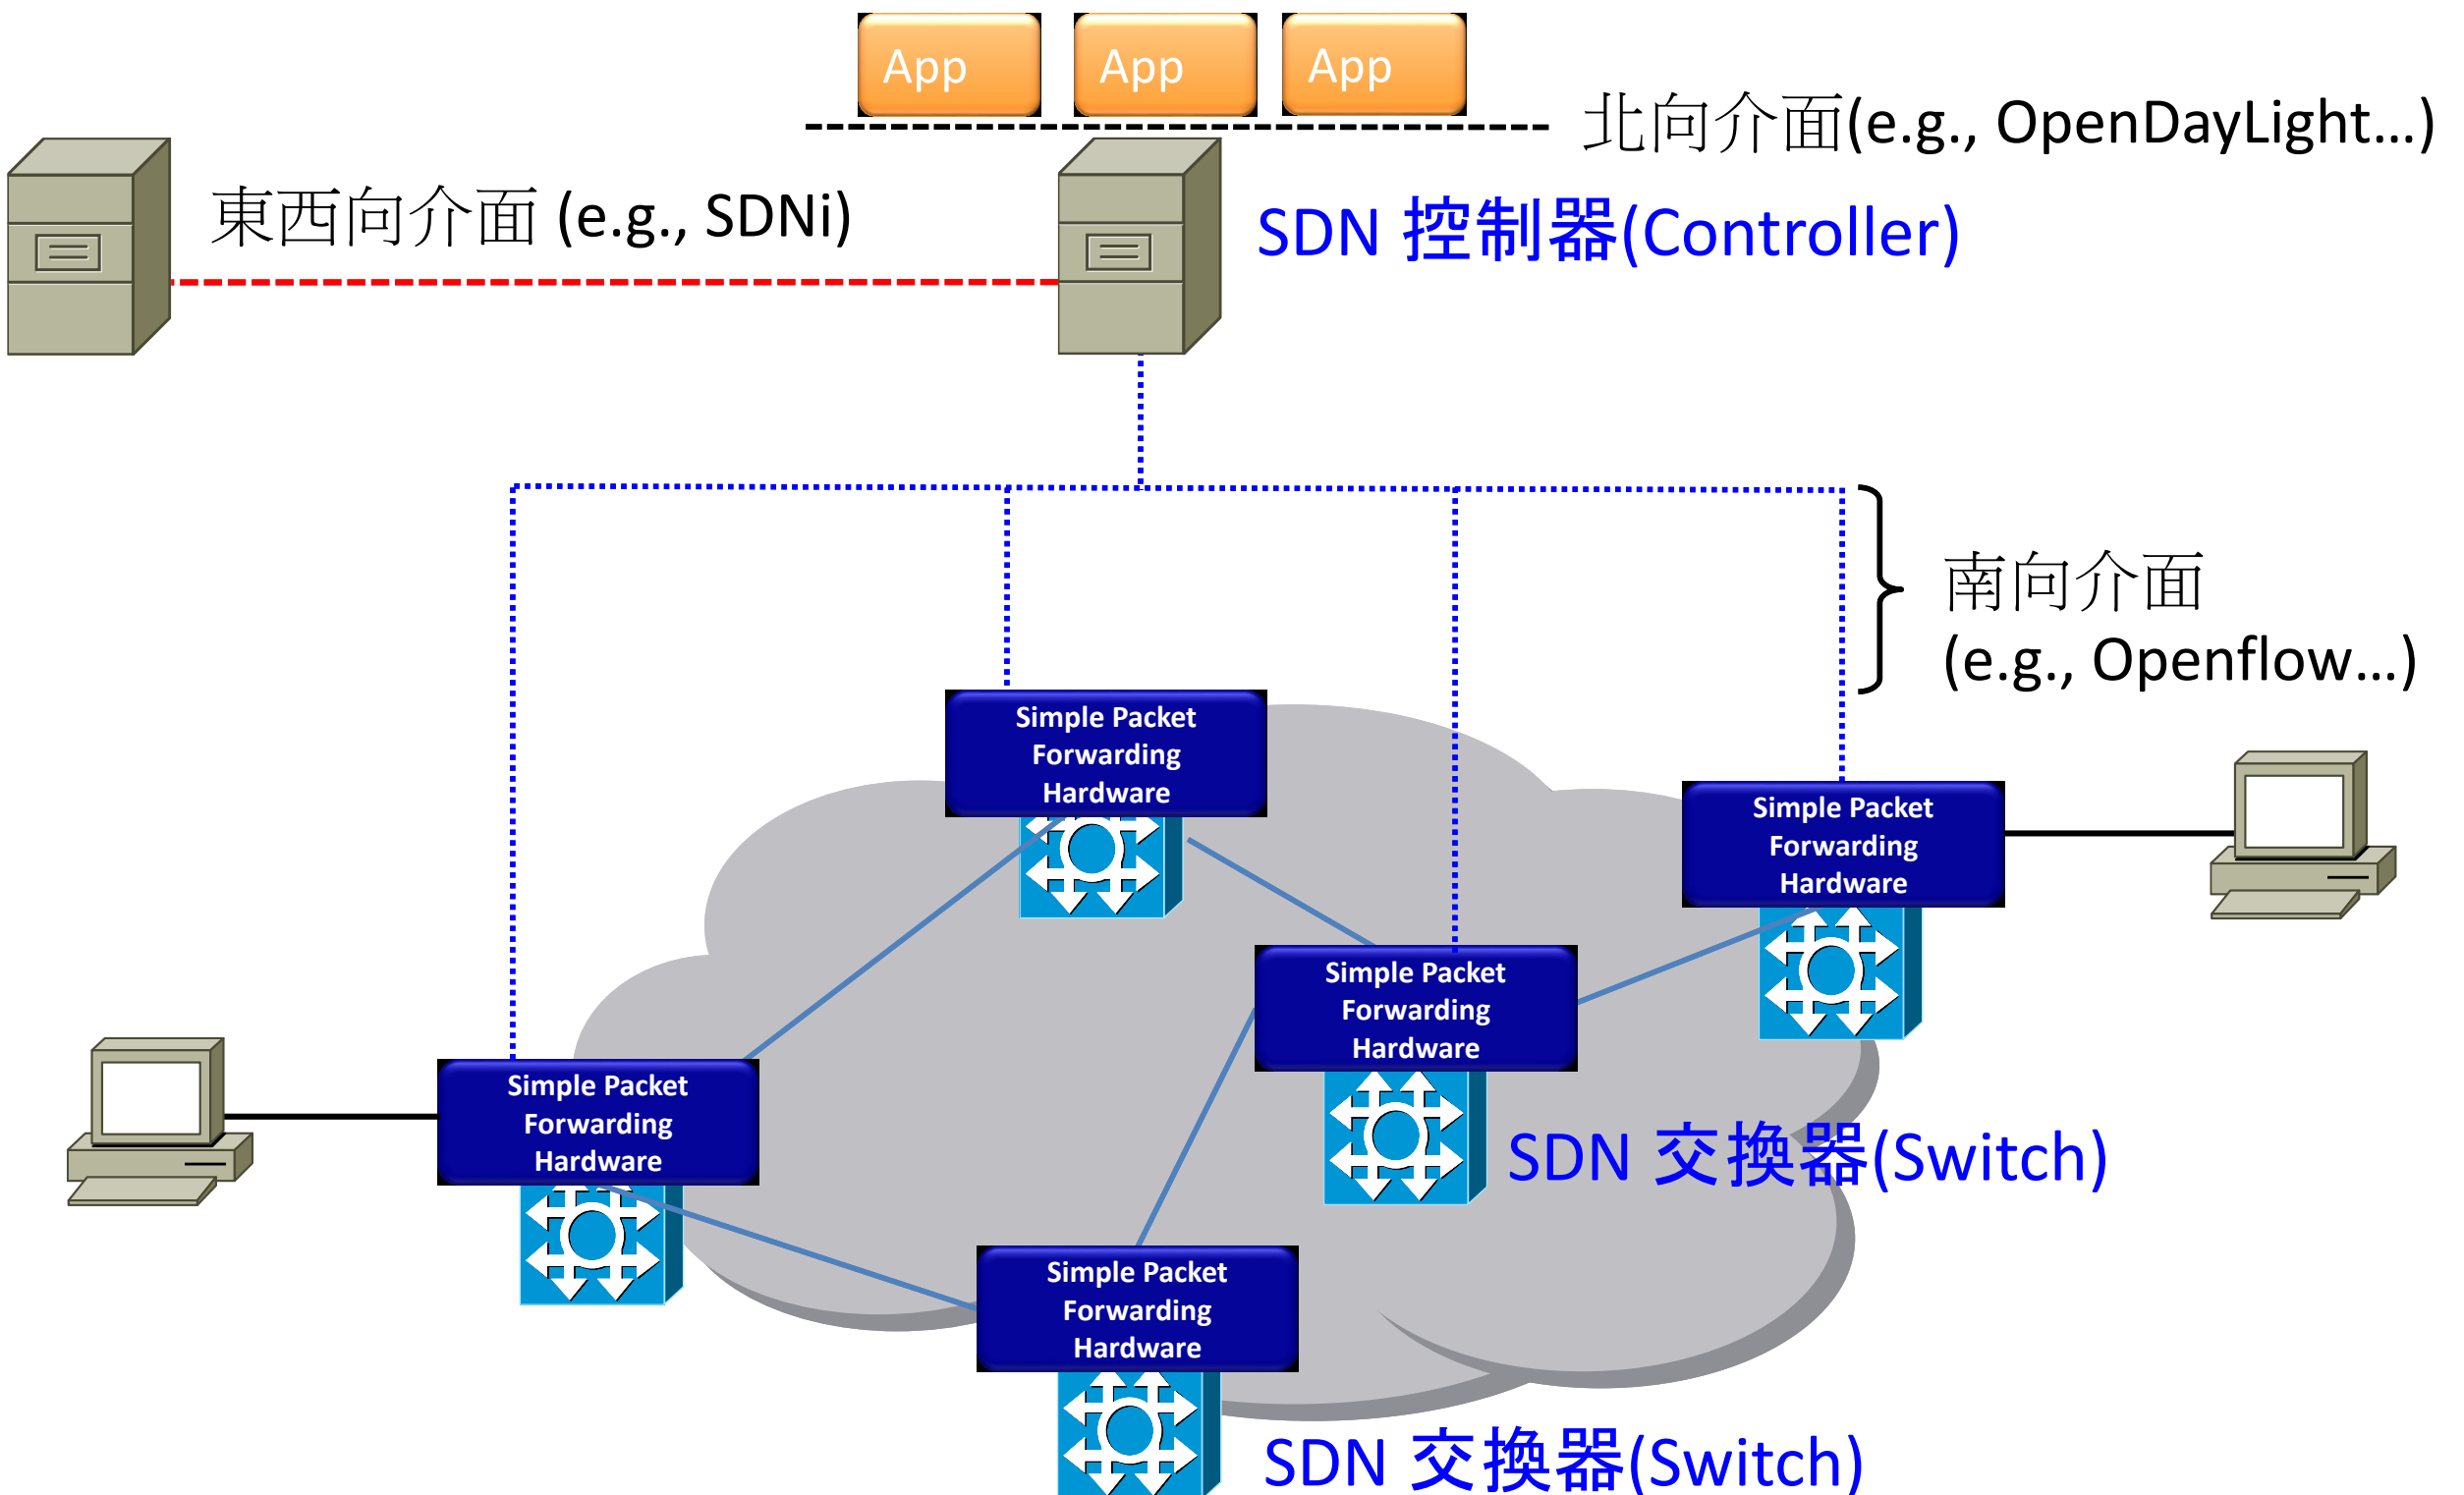 App
App
App
北向介面(e.g., OpenDayLight...)
東西向介面 (e.g., SDNi)
SDN 控制器(Controller)
南向介面
(e.g., Openflow...)
Simple Packet
Forwarding
Hardware
Simple Packet
Forwarding
Hardware
Simple Packet
Forwarding
Hardware
Simple Packet
Forwarding
Hardware
SDN 交換器(Switch)
Simple Packet
Forwarding
Hardware
SDN 交換器(Switch)